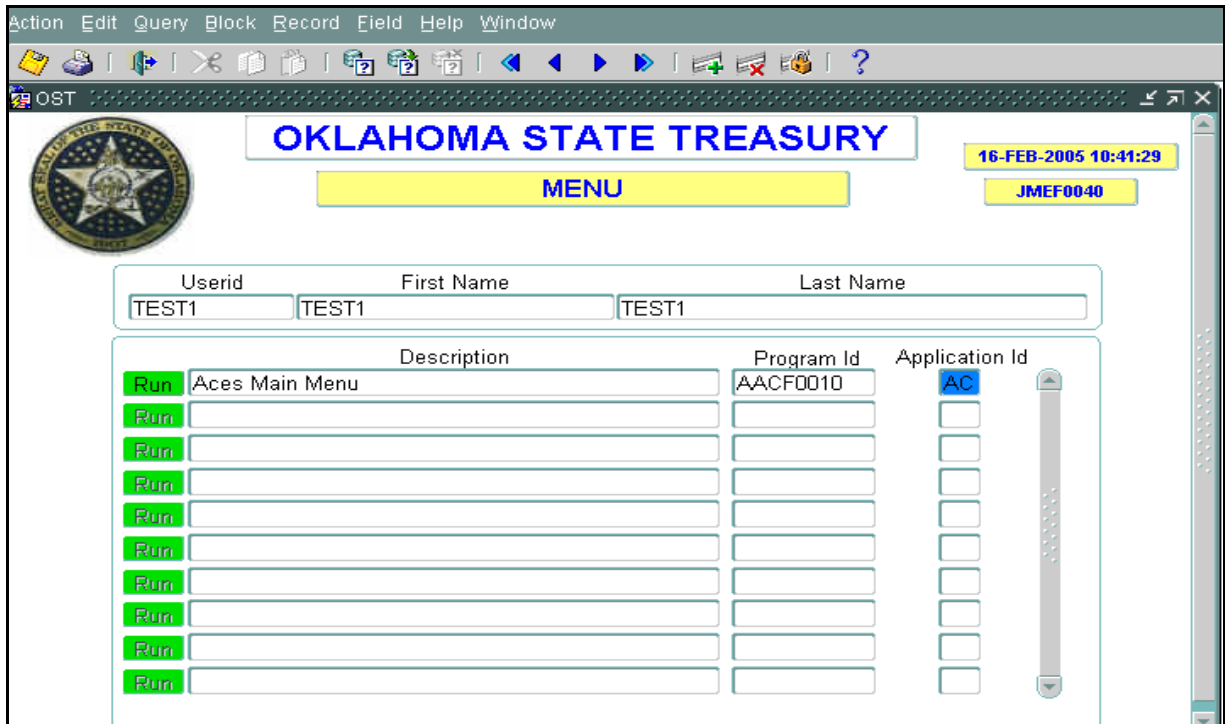 Action Edit Query Block Record Field Help Window
OST
OKLAHOMA STATE TREASURY
16-FEB-2005 10:41:29
MENU
JMEF0040
Userid First Name Last Name
TEST1 TEST1 TEST1
Description Program Id Application Id
Run Aces Main Menu AACF0010 AC
Run
Run
Run
Run
Run
Run
Run
Run
Run